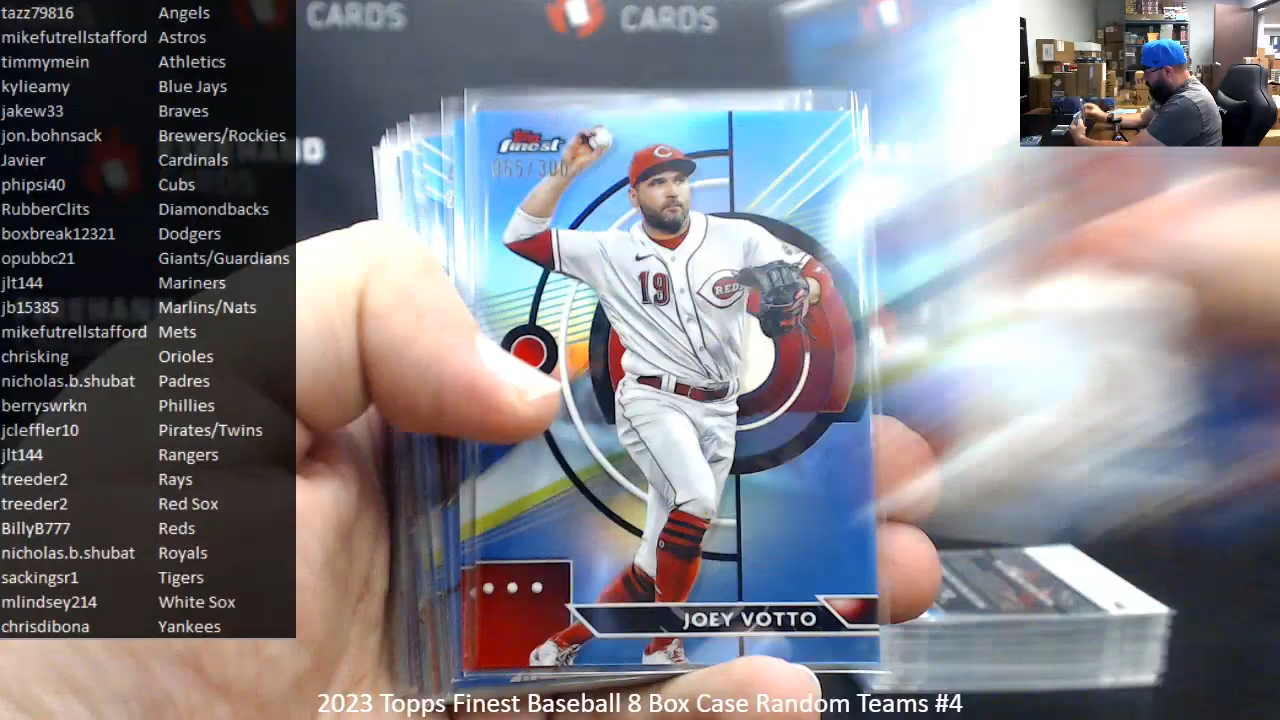 tazz79816 Angels
mikefutrellstafford Astros
timmymein Athletics
kylieamy Blue Jays
jakew33 Braves
jon.bohnsack Brewers/Rockies
Javier Cardinals
phipsi40 Cubs
RubberClits Diamondbacks
boxbreak12321 Dodgers
opubbc21 Giants/Guardians
jlt144 Mariners
jb15385 Marlins/Nats
mikefutrellstafford Mets
chrisking Orioles
nicholas.b.shubat Padres
berryswrkn Phillies
jcleffler10 Pirates/Twins
jlt144 Rangers
treeder2 Rays
treeder2 Red Sox
BillyB777 Reds
nicholas.b.shubat Royals
sackingsr1 Tigers
mlindsey214 White Sox
chrisdibona Yankees
CARDS
CARDS
Topps
finest
065/300
C
19
REDS
JOEY VOTTO
2023 Topps Finest Baseball 8 Box Case Random Teams #4